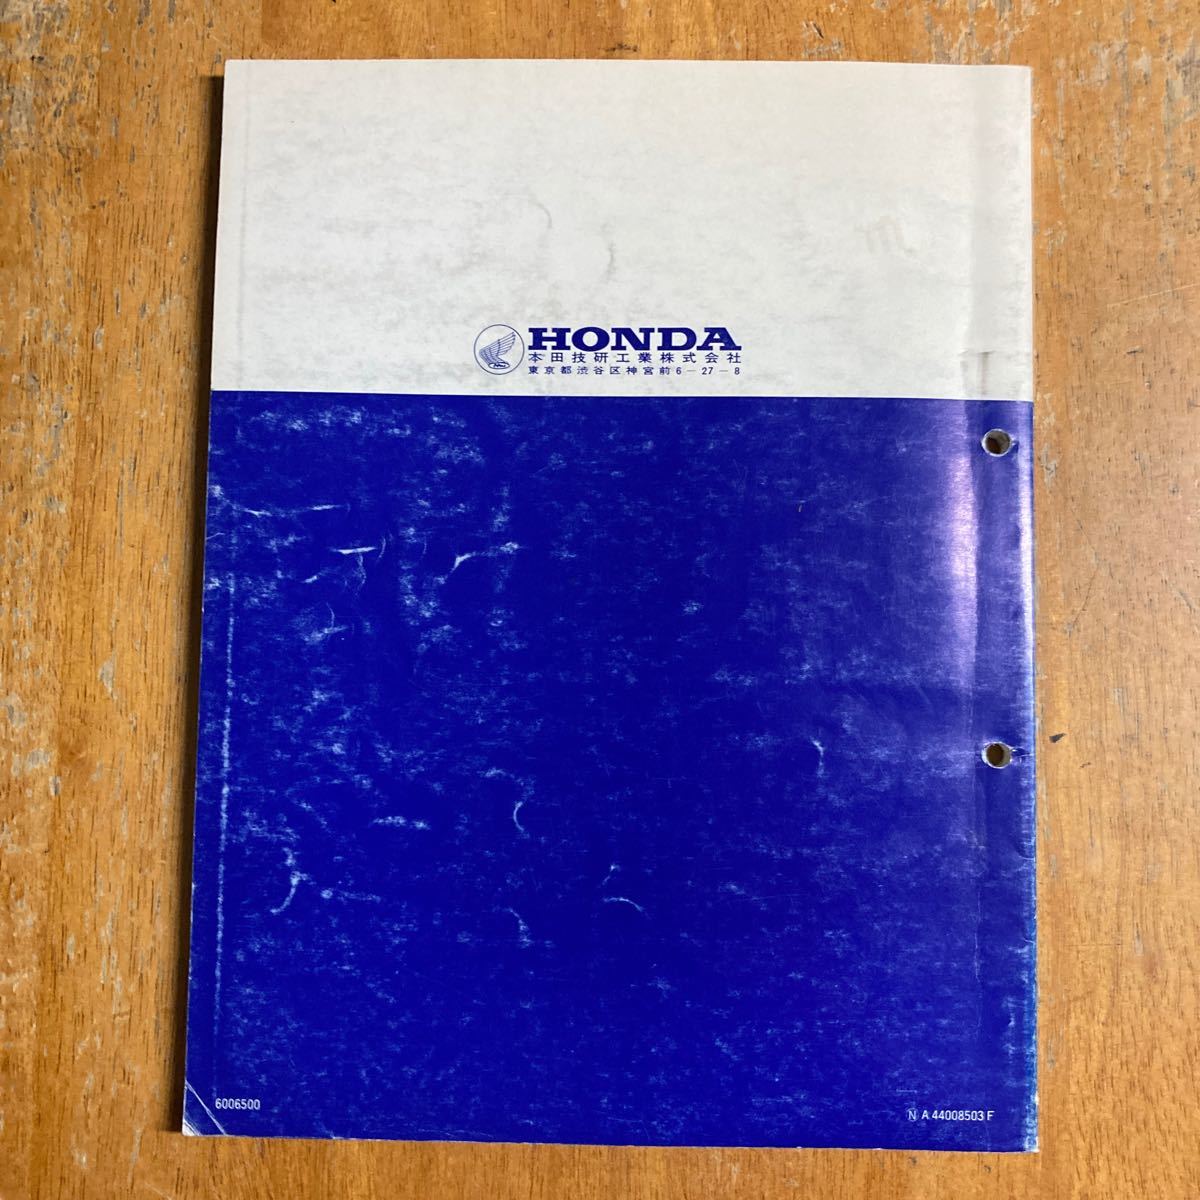 HONDA
本田技研工業株式会社
東京都渋谷区神宮前6-27-8
6006500
N A 44008503 F